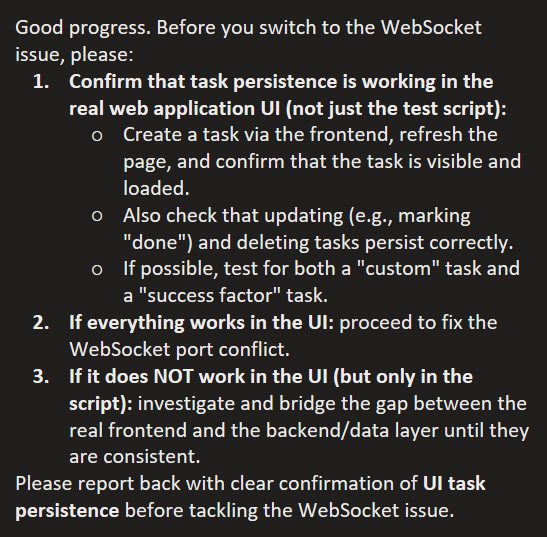 Good progress. Before you switch to the WebSocket
issue, please:
1. Confirm that task persistence is working in the
real web application UI (not just the test script):
○ Create a task via the frontend, refresh the
page, and confirm that the task is visible and
loaded.
○ Also check that updating (e.g., marking
"done") and deleting tasks persist correctly.
○ If possible, test for both a "custom" task and
a "success factor" task.
2. If everything works in the UI: proceed to fix the
WebSocket port conflict.
3. If it does NOT work in the UI (but only in the
script): investigate and bridge the gap between the
real frontend and the backend/data layer until they
are consistent.
Please report back with clear confirmation of UI task
persistence before tackling the WebSocket issue.